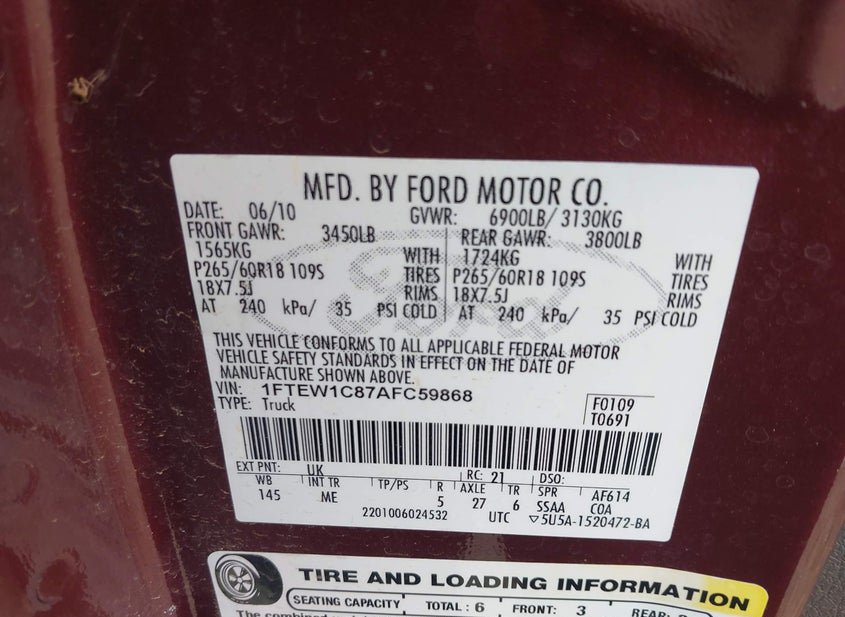 MFD. BY FORD MOTOR CO.
DATE: 06/10 GVWR: 6900LB/ 3130KG
FRONT GAWR: 3450LB REAR GAWR: 3800LB
1565KG WITH 1724KG WITH
P265/60R18 109S TIRES P265/60R18 109S TIRES
18X7.5J RIMS 18X7.5J RIMS
AT 240 kPa/ 35 PSI COLD AT 240 kPa/ 35 PSI COLD
Ford
THIS VEHICLE CONFORMS TO ALL APPLICABLE FEDERAL MOTOR
VEHICLE SAFETY STANDARDS IN EFFECT ON THE DATE OF
MANUFACTURE SHOWN ABOVE.
VIN: 1FTEW1C87AFC59868
TYPE: Truck
F0109
T0691
EXT PNT: UK RC: 21 DSO:
WB INT TR TP/PS R AXLE TR SPR AF614
145 ME 5 27 6 SSAA COA
2201006024532 UTC ▽5U5A-1520472-BA
TIRE AND LOADING INFORMATION
SEATING CAPACITY TOTAL : 6 FRONT: 3 REAR:
The combined